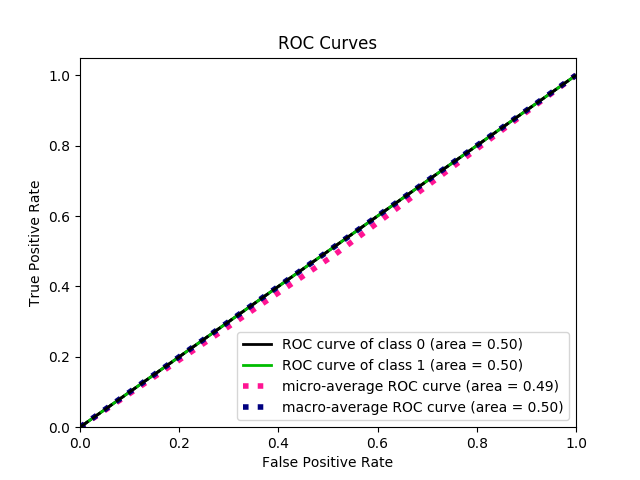 ROC Curves
True Positive Rate
1.0
0.8
0.6
0.4
0.2
0.0
ROC curve of class 0 (area = 0.50)
ROC curve of class 1 (area = 0.50)
micro-average ROC curve (area = 0.49)
macro-average ROC curve (area = 0.50)
0.0 0.2 0.4 0.6 0.8 1.0
False Positive Rate